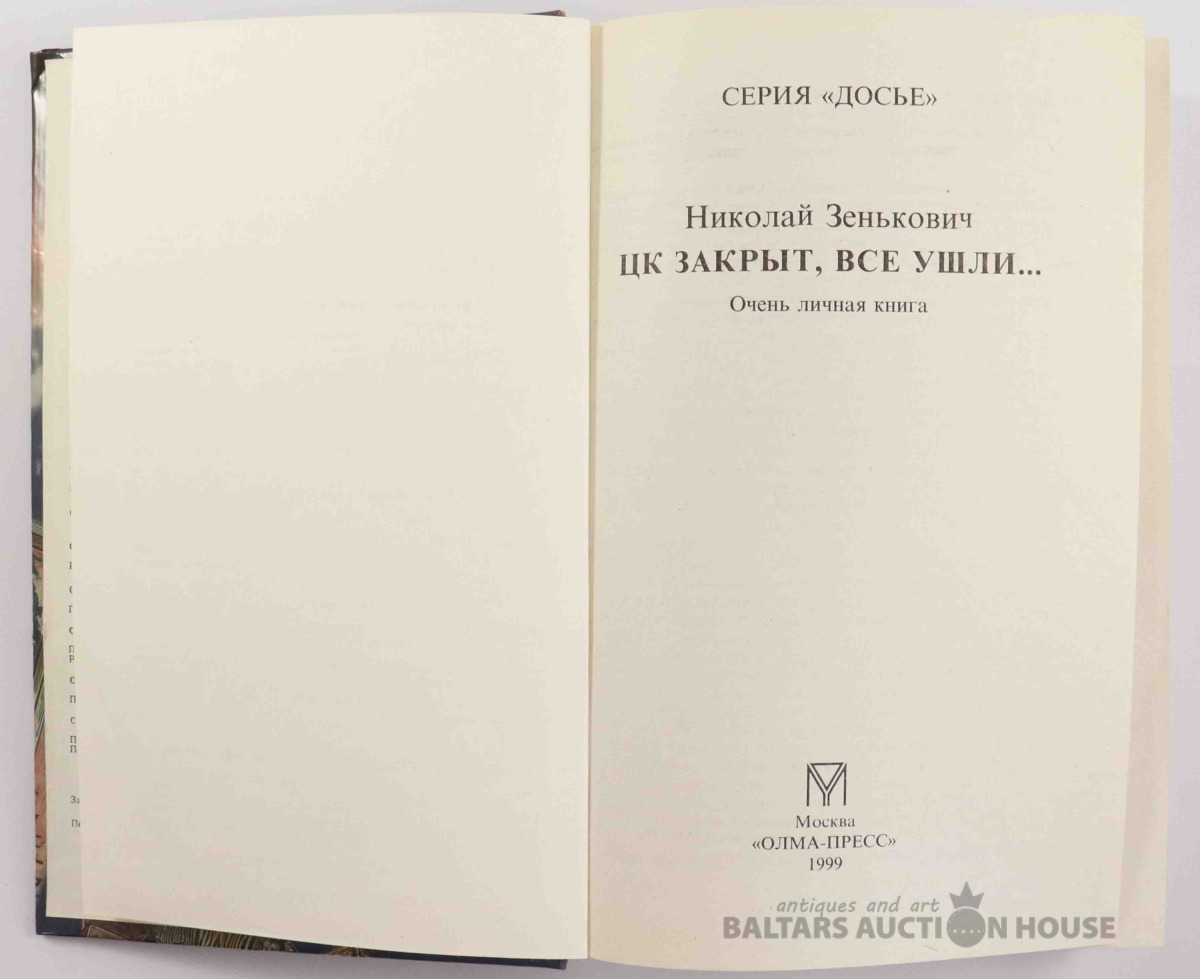 СЕРИЯ «ДОСЬЕ»
Николай Зенькович
ЦК ЗАКРЫТ, ВСЕ УШЛИ...
Очень личная книга
Москва
«ОЛМА-ПРЕСС»
1999
antiques and art
BALTARS AUCTION HOUSE